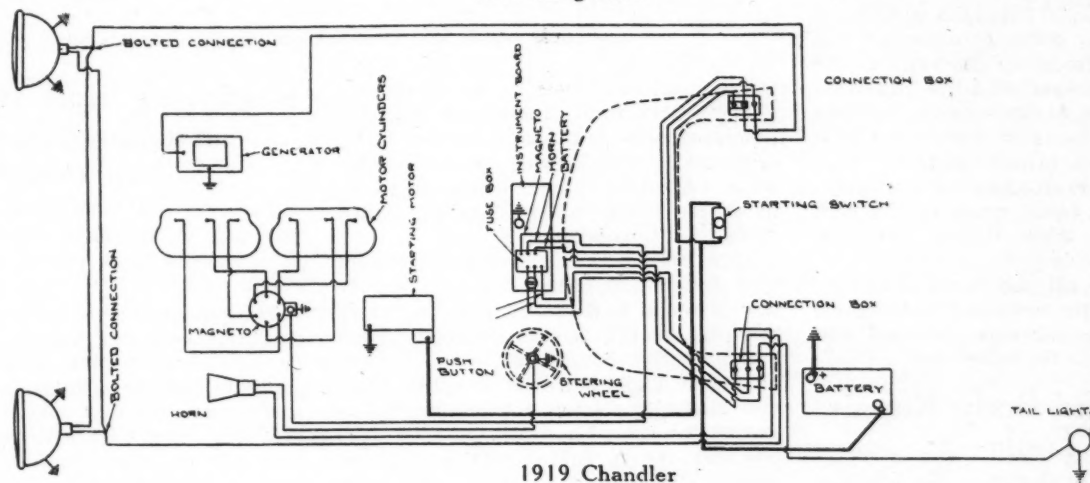 BOLTED CONNECTION
CONNECTION BOX
GENERATOR
MOTOR CYLINDERS
INSTRUMENT BOARD
MAGNETO
HORN
BATTERY
FUSE BOX
STARTING SWITCH
STARTING MOTOR
BOLTED CONNECTION
MAGNETO
CONNECTION BOX
PUSH
BUTTON
STEERING
WHEEL
+
BATTERY
HORN
TAIL LIGHT
1919 Chandler